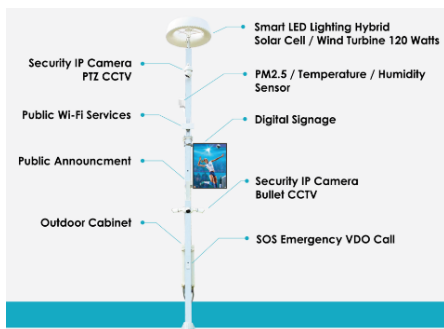 Smart LED Lighting Hybrid
Solar Cell / Wind Turbine 120 Watts
Security IP Camera
PTZ CCTV
PM2.5 / Temperature / Humidity
Sensor
Public Wi-Fi Services
Digital Signage
Public Announcment
Security IP Camera
Bullet CCTV
Outdoor Cabinet
SOS Emergency VDO Call